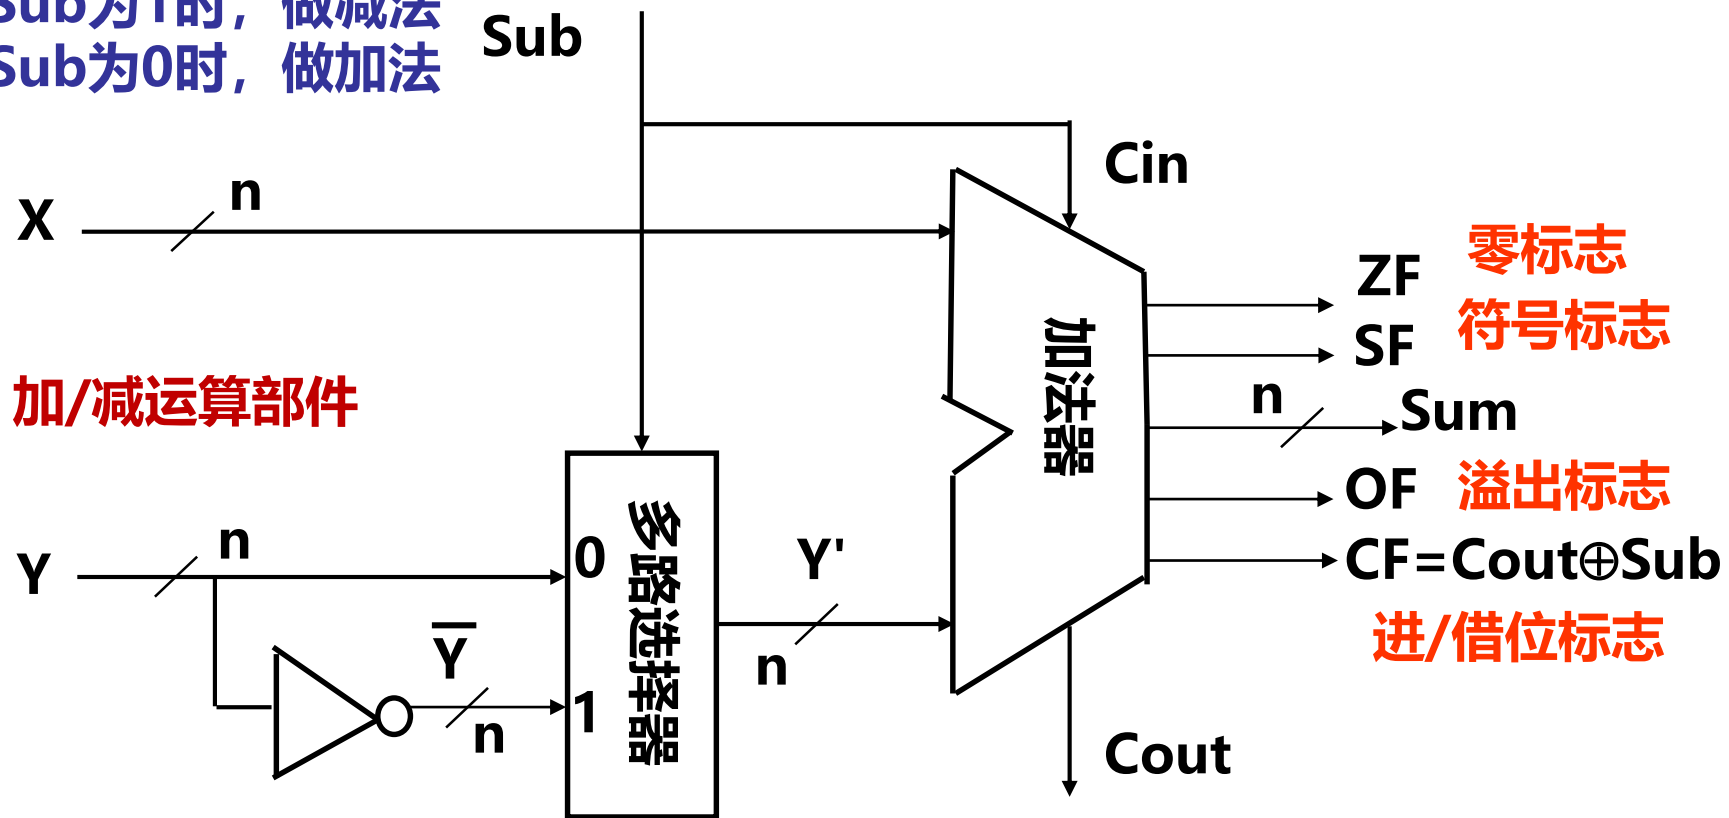 Sub为1时，做减法
Sub为0时，做加法
Sub
Cin
X
n
ZF
零标志
SF
符号标志
n
Sum
加法器
加/减运算部件
OF
溢出标志
CF=Cout⊕Sub
进/借位标志
Y
n
0
多路选择器
Y'
n
Y̅
n
1
Cout